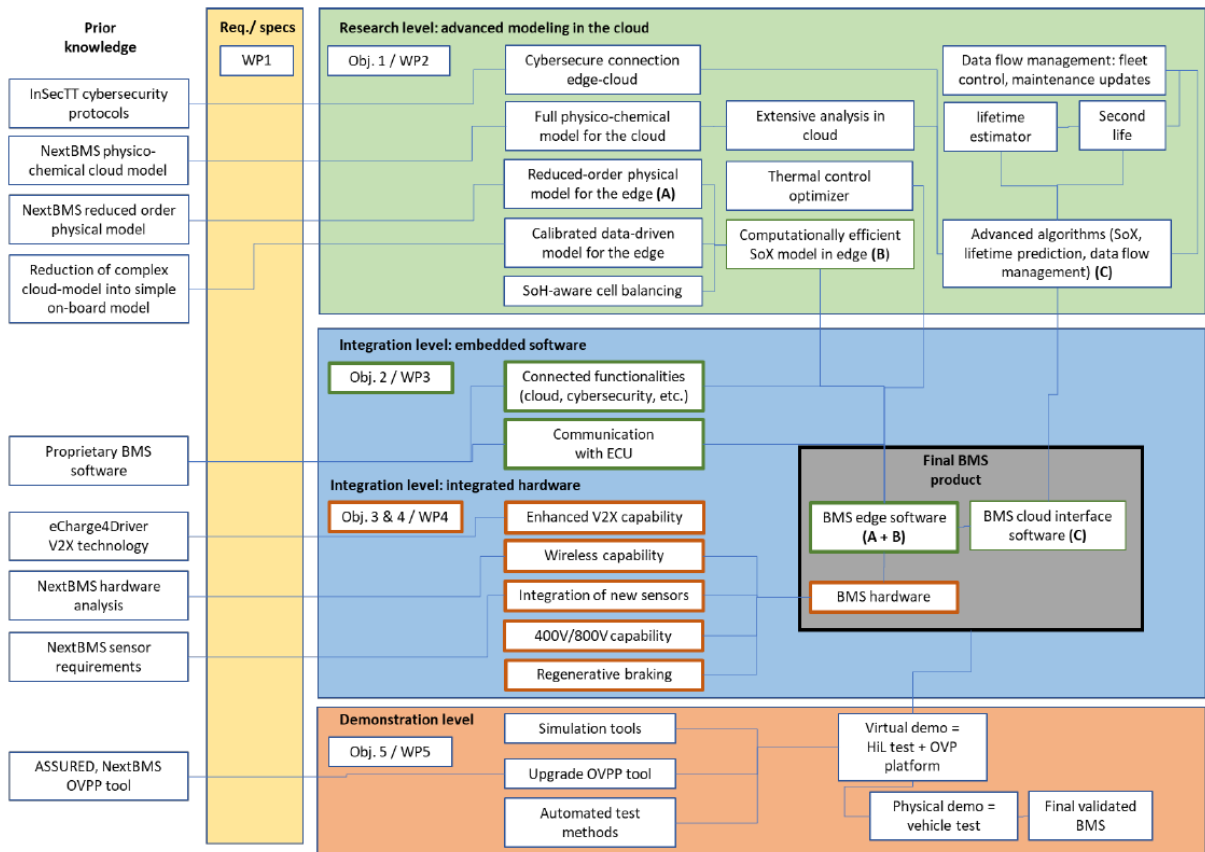 Prior
knowledge
InSecTT cybersecurity
protocols
NextBMS physico-
chemical cloud model
NextBMS reduced order
physical model
Reduction of complex
cloud-model into simple
on-board model
Proprietary BMS
software
eCharge4Driver
V2X technology
NextBMS hardware
analysis
NextBMS sensor
requirements
ASSURED, NextBMS
OVPP tool
Req./ specs
WP1
Research level: advanced modeling in the cloud
Obj. 1 / WP2
Cybersecure connection
edge-cloud
Full physico-chemical
model for the cloud
Reduced-order physical
model for the edge (A)
Calibrated data-driven
model for the edge
SoH-aware cell balancing
Extensive analysis in
cloud
Thermal control
optimizer
Computationally efficient
SoX model in edge (B)
Data flow management: fleet
control, maintenance updates
lifetime
estimator
Second
life
Advanced algorithms (SoX,
lifetime prediction, data flow
management) (C)
Integration level: embedded software
Obj. 2 / WP3
Connected functionalities
(cloud, cybersecurity, etc.)
Communication
with ECU
Integration level: integrated hardware
Obj. 3 & 4 / WP4
Enhanced V2X capability
Wireless capability
Integration of new sensors
400V/800V capability
Regenerative braking
Final BMS
product
BMS edge software
(A + B)
BMS cloud interface
software (C)
BMS hardware
Demonstration level
Obj. 5 / WP5
Simulation tools
Upgrade OVPP tool
Automated test
methods
Virtual demo =
HiL test + OVP
platform
Physical demo =
vehicle test
Final validated
BMS